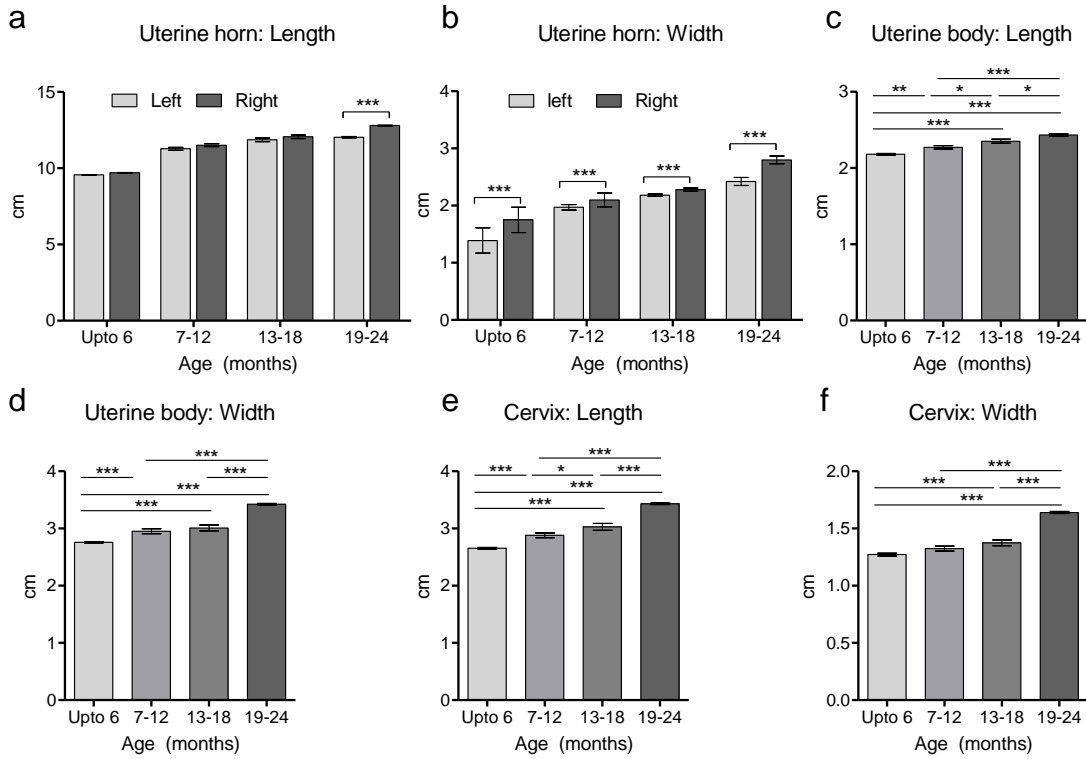 a
Uterine horn: Length
Left Right
***
15
10
5
0
cm
Upto 6 7-12 13-18 19-24
Age (months)
b
Uterine horn: Width
left Right
***
***
***
***
4
3
2
1
0
cm
Upto 6 7-12 13-18 19-24
Age (months)
c
Uterine body: Length
***
** * *
***
***
3
2
1
0
cm
Upto 6 7-12 13-18 19-24
Age (months)
d
Uterine body: Width
***
*** ***
***
***
4
3
2
1
0
cm
Upto 6 7-12 13-18 19-24
Age (months)
e
Cervix: Length
***
*** * ***
***
***
4
3
2
1
0
cm
Upto 6 7-12 13-18 19-24
Age (months)
f
Cervix: Width
***
*** ***
***
2.0
1.5
1.0
0.5
0.0
cm
Upto 6 7-12 13-18 19-24
Age (months)